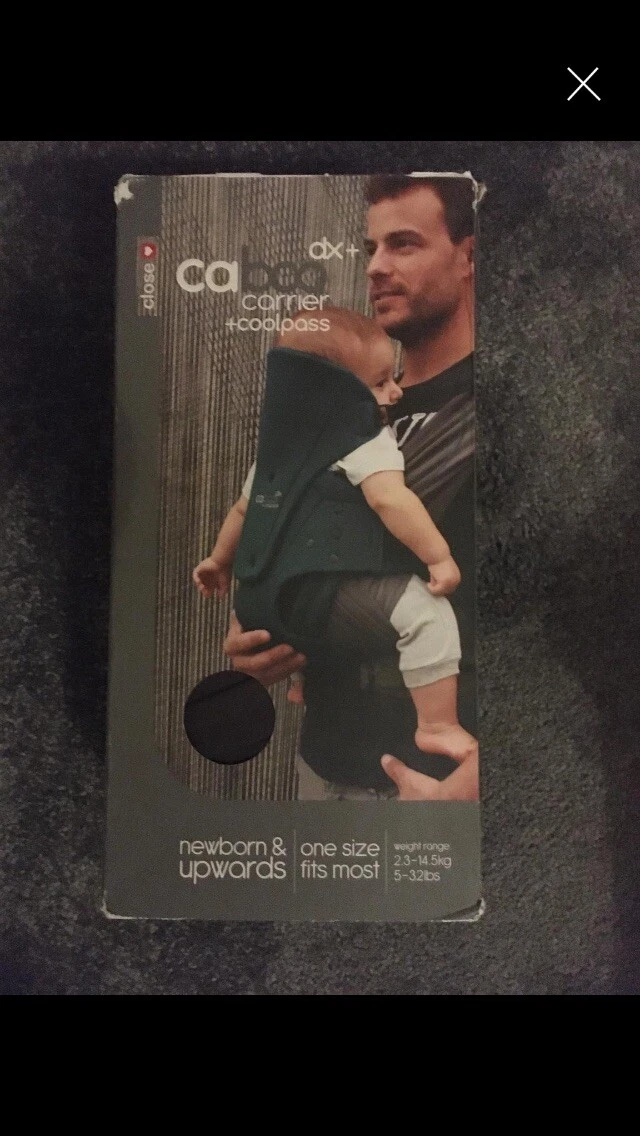 close
dx+
caboo
carrier
+coolpass
newborn &
upwards
one size
fits most
weight range
2.3-14.5kg
5-32lbs